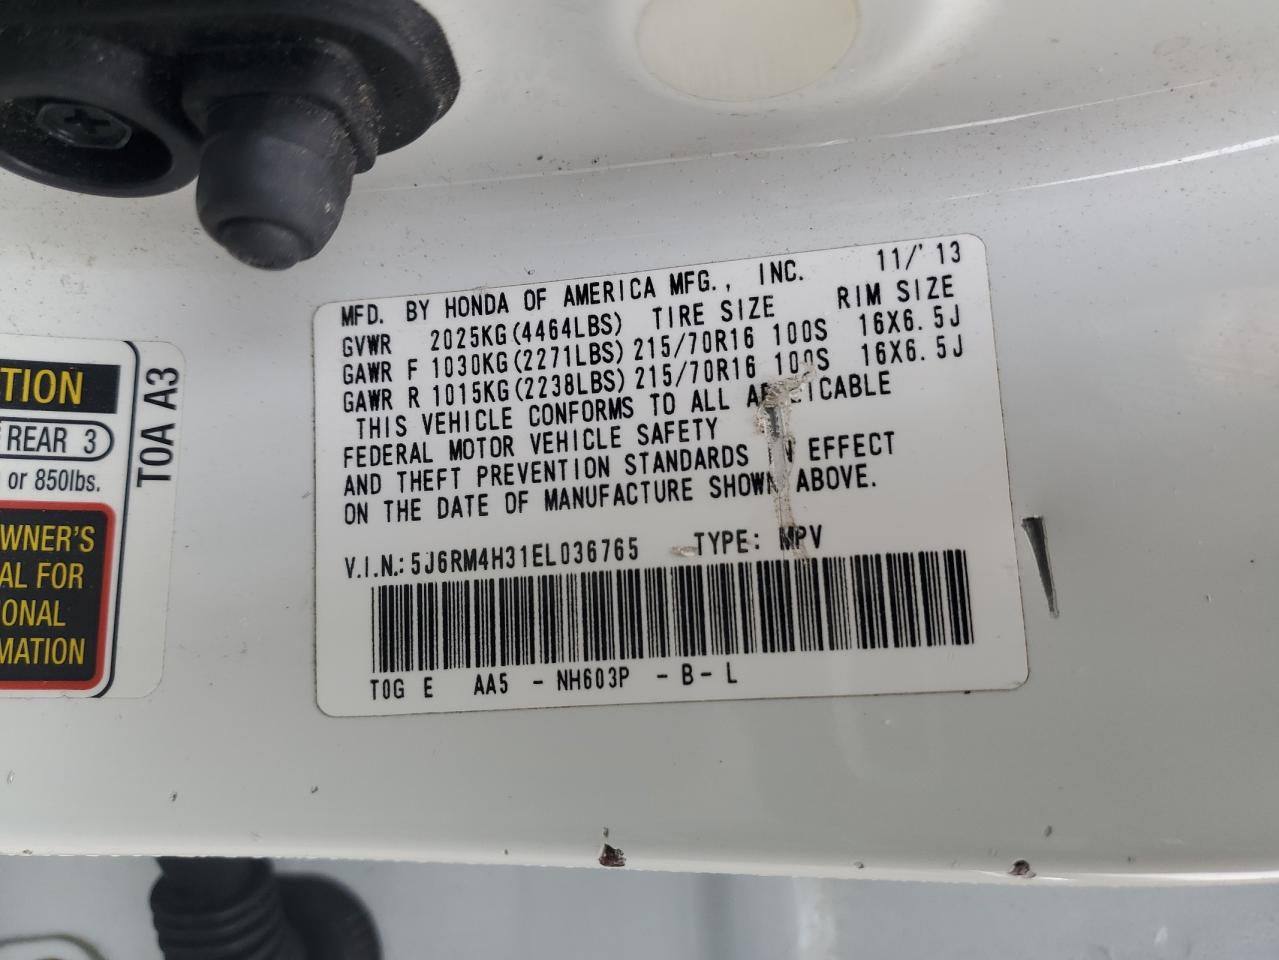 MFD. BY HONDA OF AMERICA MFG., INC. 11/'13
GVWR 2025KG(4464LBS) TIRE SIZE RIM SIZE
GAWR F 1030KG(2271LBS) 215/70R16 100S 16X6.5J
GAWR R 1015KG(2238LBS) 215/70R16 100S 16X6.5J
THIS VEHICLE CONFORMS TO ALL APPLICABLE
FEDERAL MOTOR VEHICLE SAFETY
AND THEFT PREVENTION STANDARDS IN EFFECT
ON THE DATE OF MANUFACTURE SHOWN ABOVE.
V.I.N.: 5J6RM4H31EL036765 TYPE: MPV
TOG E AA5 - NH603P - B - L
TION
REAR 3
or 850lbs.
WNER'S
AL FOR
IONAL
MATION
T0A A3